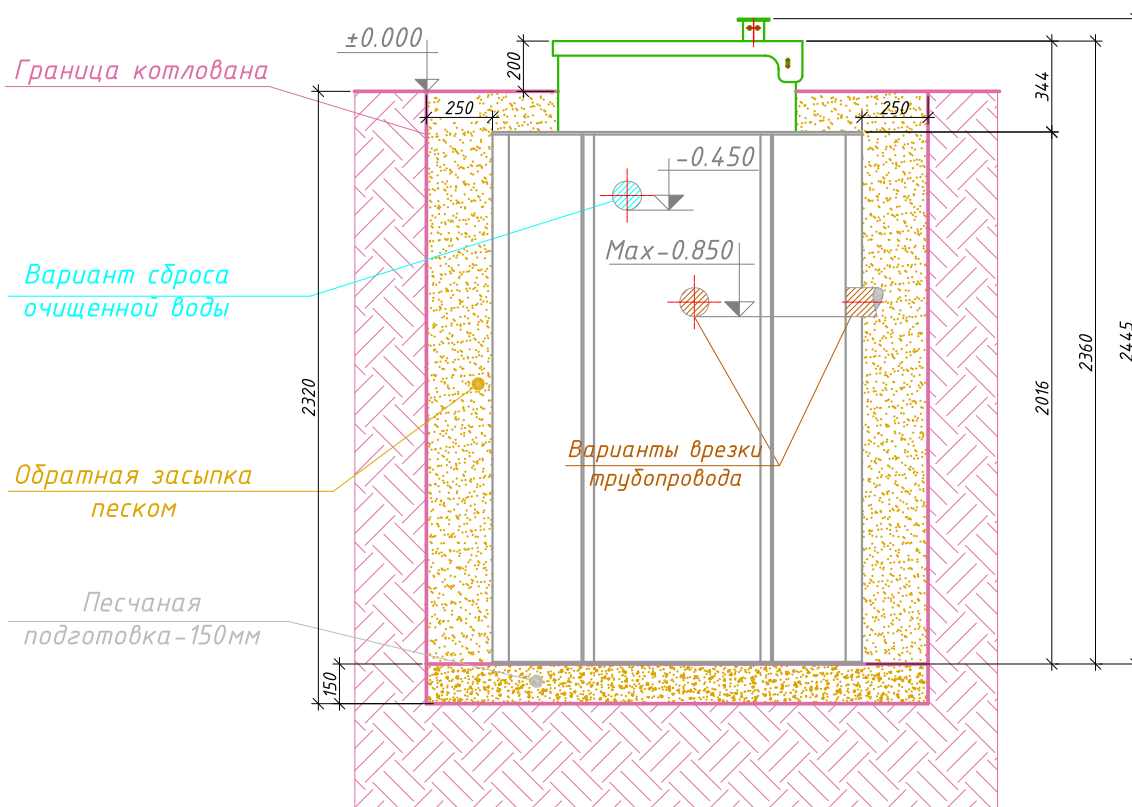 ±0.000
Граница котлована
200
344
250
250
-0.450
Max-0.850
Вариант сброса
очищенной воды
2320
2016
2360
2445
Варианты врезки
трубопровода
Обратная засыпка
песком
Песчаная
подготовка-150мм
150